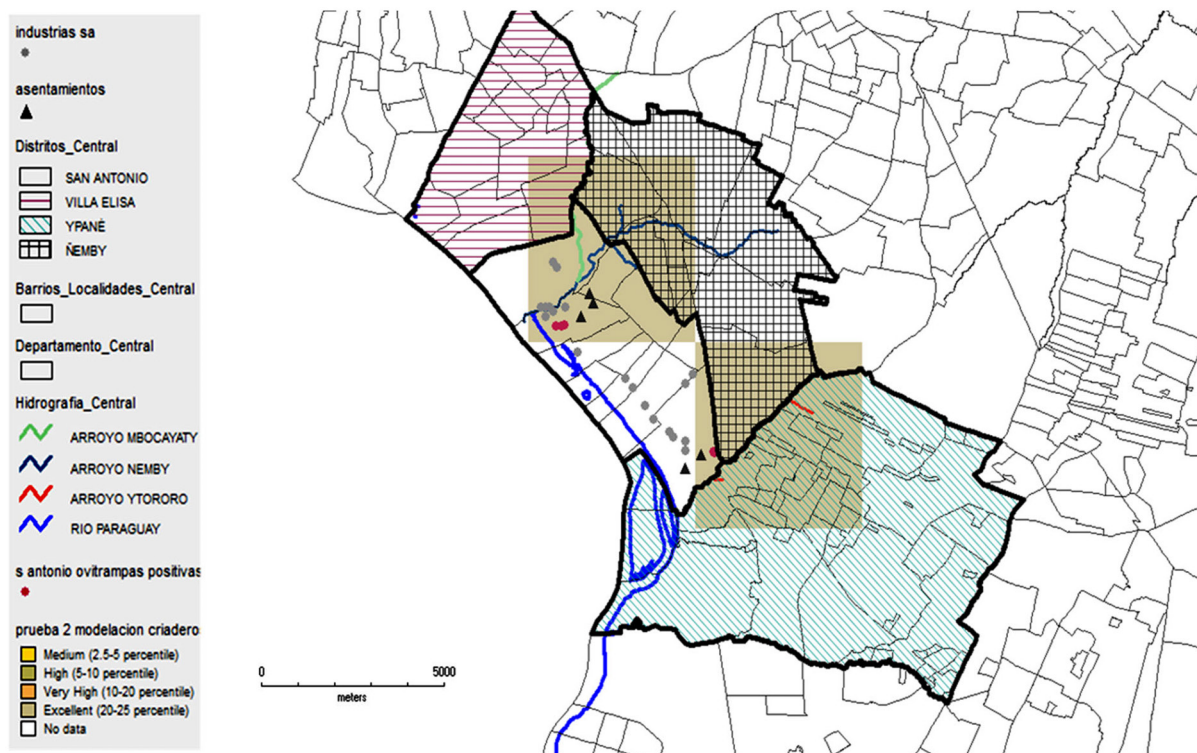 industrias sa
asentamientos
Distritos_Central
SAN ANTONIO
VILLA ELISA
YPANÉ
ÑEMBY
Barrios_Localidades_Central
Departamento_Central
Hidrografia_Central
ARROYO MBOCAYATY
ARROYO NEMBY
ARROYO YTORORO
RIO PARAGUAY
s antonio ovitrampas positivas
prueba 2 modelacion criaderos
Medium (2.5-5 percentile)
High (5-10 percentile)
Very High (10-20 percentile)
Excellent (20-25 percentile)
No data
0 5000
meters